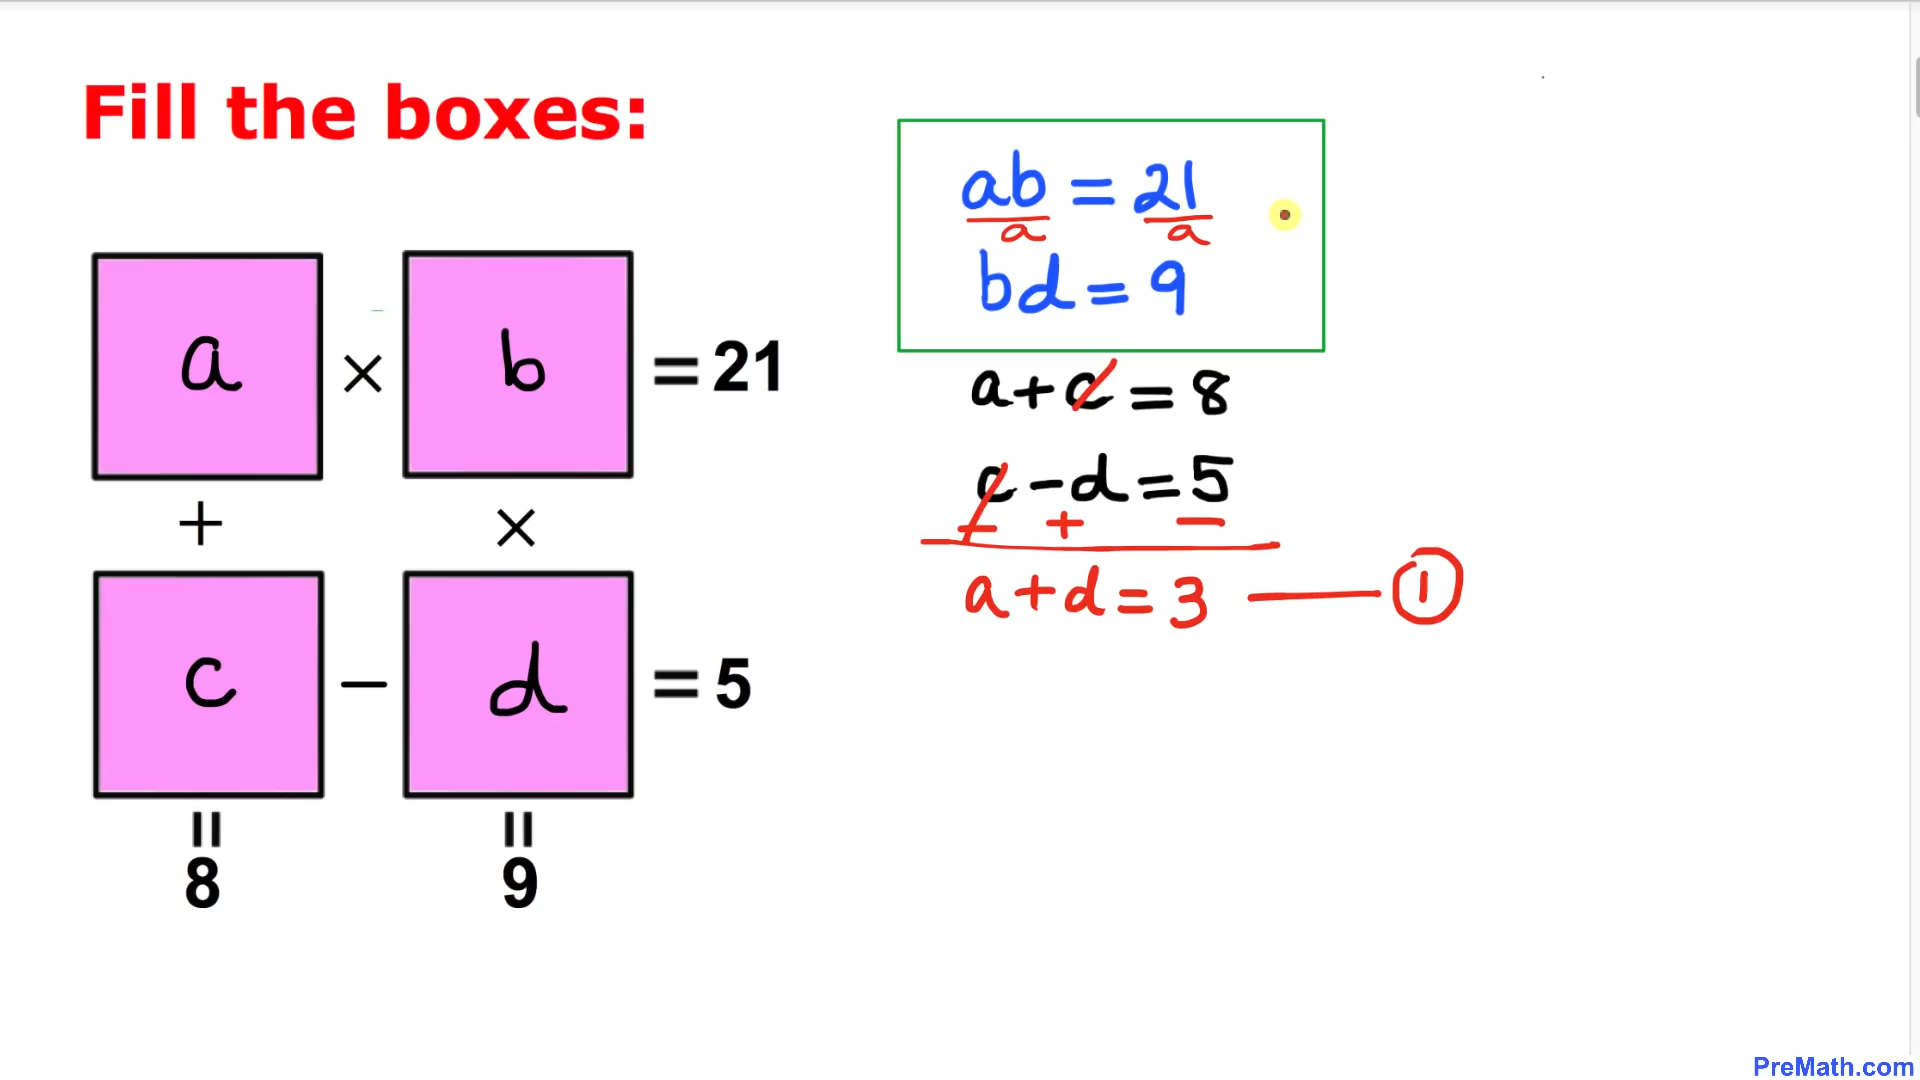 Fill the boxes:
a × b = 21
+ ×
c − d = 5
= =
8 9
ab = 21
a a
bd = 9
a + c = 8
c − d = 5
− + −
a + d = 3 — 1
PreMath.com